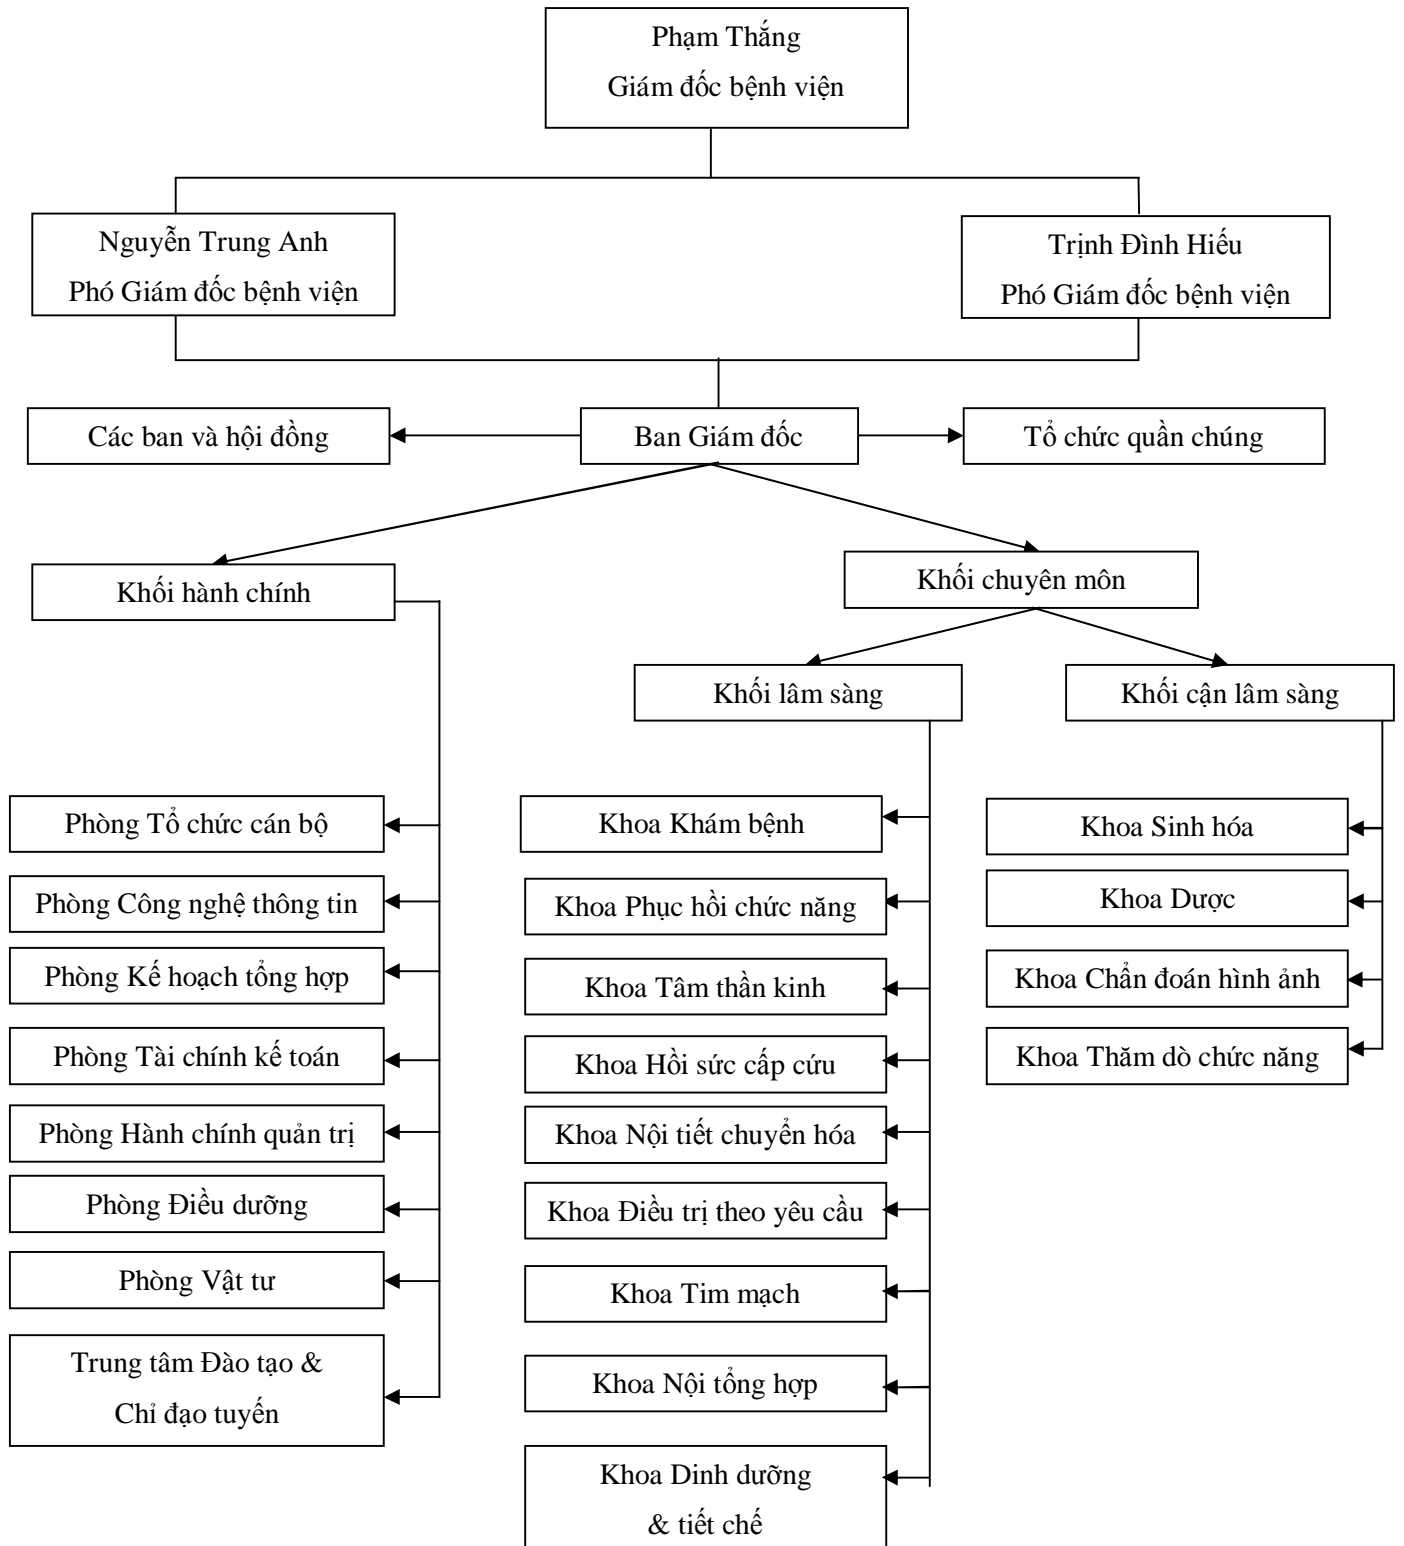 Phạm Thắng
Giám đốc bệnh viện
Nguyễn Trung Anh
Phó Giám đốc bệnh viện
Trịnh Đình Hiếu
Phó Giám đốc bệnh viện
Các ban và hội đồng
Ban Giám đốc
Tổ chức quần chúng
Khối hành chính
Khối chuyên môn
Khối lâm sàng
Khối cận lâm sàng
Phòng Tổ chức cán bộ
Phòng Công nghệ thông tin
Phòng Kế hoạch tổng hợp
Phòng Tài chính kế toán
Phòng Hành chính quản trị
Phòng Điều dưỡng
Phòng Vật tư
Trung tâm Đào tạo &
Chỉ đạo tuyến
Khoa Khám bệnh
Khoa Phục hồi chức năng
Khoa Tâm thần kinh
Khoa Hồi sức cấp cứu
Khoa Nội tiết chuyển hóa
Khoa Điều trị theo yêu cầu
Khoa Tim mạch
Khoa Nội tổng hợp
Khoa Dinh dưỡng
& tiết chế
Khoa Sinh hóa
Khoa Dược
Khoa Chẩn đoán hình ảnh
Khoa Thăm dò chức năng